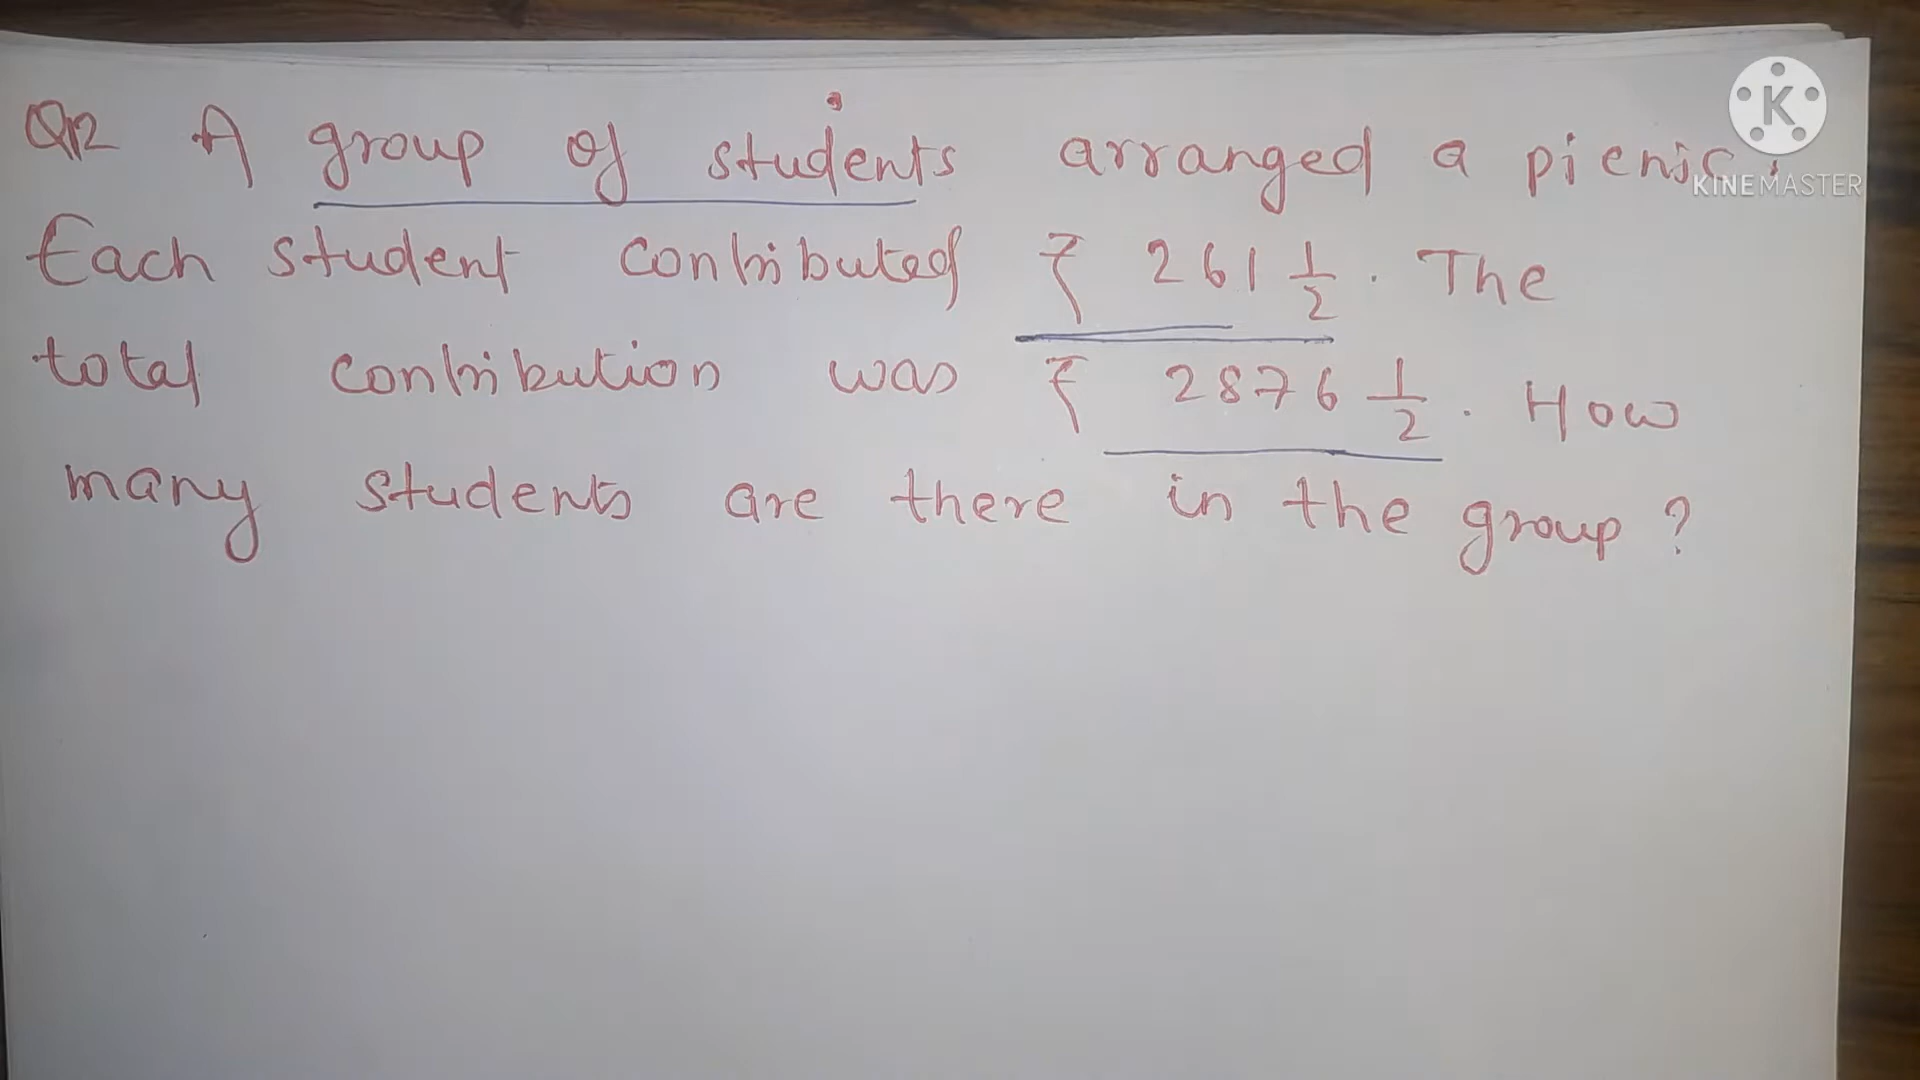 Q12 A group of students arranged a picnic.
K
KINEMASTER
Each student contributed ₹ 261 1/2. The
total contribution was ₹ 2876 1/2. How
many students are there in the group?